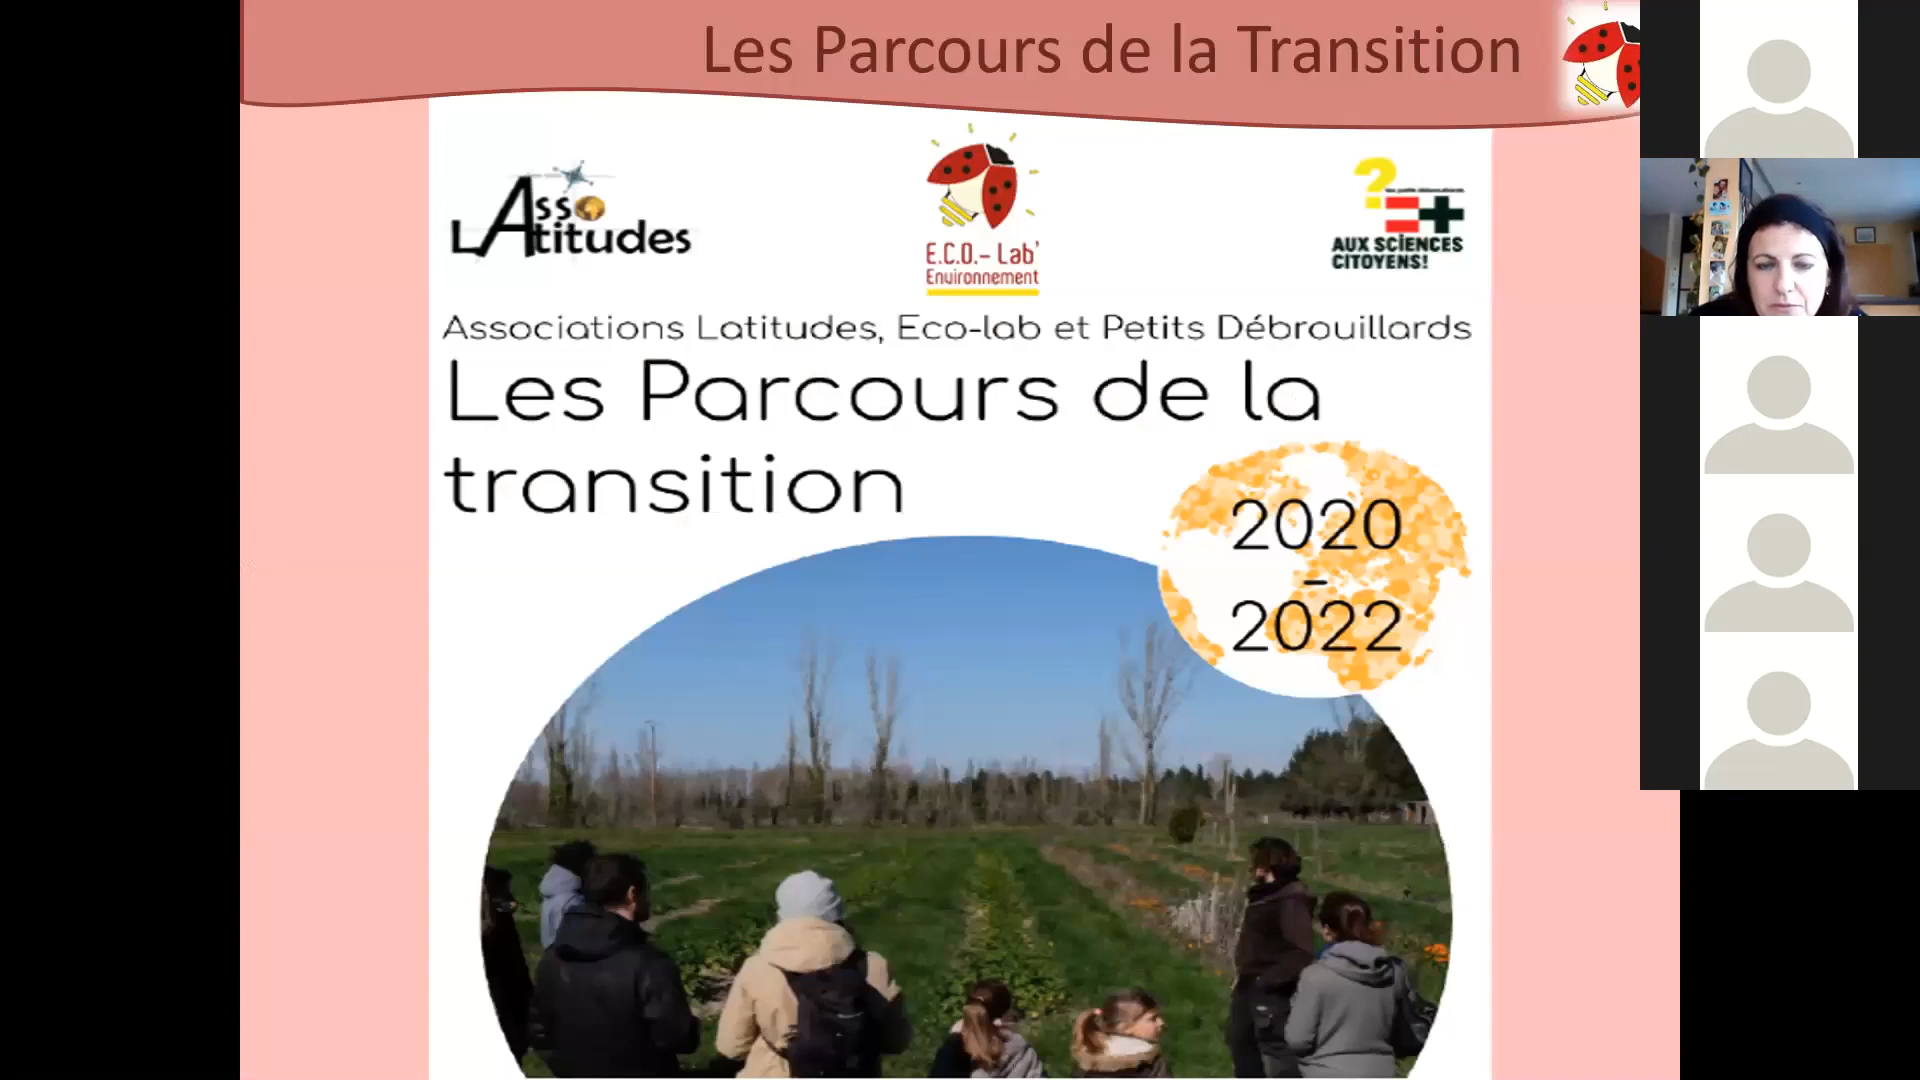 Les Parcours de la Transition
Asso
Latitudes
E.C.O.- Lab'
Environnement
?
AUX SCIENCES
CITOYENS!
Associations Latitudes, Eco-lab et Petits Débrouillards
Les Parcours de la
transition
2020
-
2022